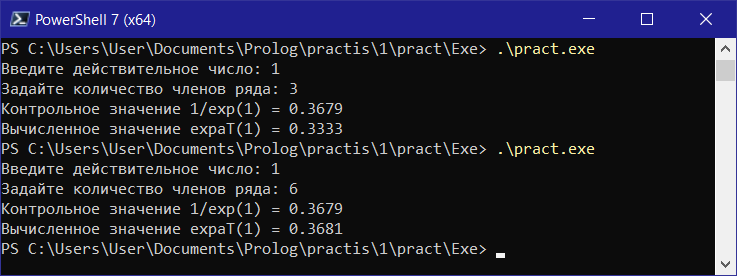 PowerShell 7 (x64)
PS C:\Users\User\Documents\Prolog\practis\1\pract\Exe> .\pract.exe
Введите действительное число: 1
Задайте количество членов ряда: 3
Контрольное значение 1/exp(1) = 0.3679
Вычисленное значение expaT(1) = 0.3333
PS C:\Users\User\Documents\Prolog\practis\1\pract\Exe> .\pract.exe
Введите действительное число: 1
Задайте количество членов ряда: 6
Контрольное значение 1/exp(1) = 0.3679
Вычисленное значение expaT(1) = 0.3681
PS C:\Users\User\Documents\Prolog\practis\1\pract\Exe>